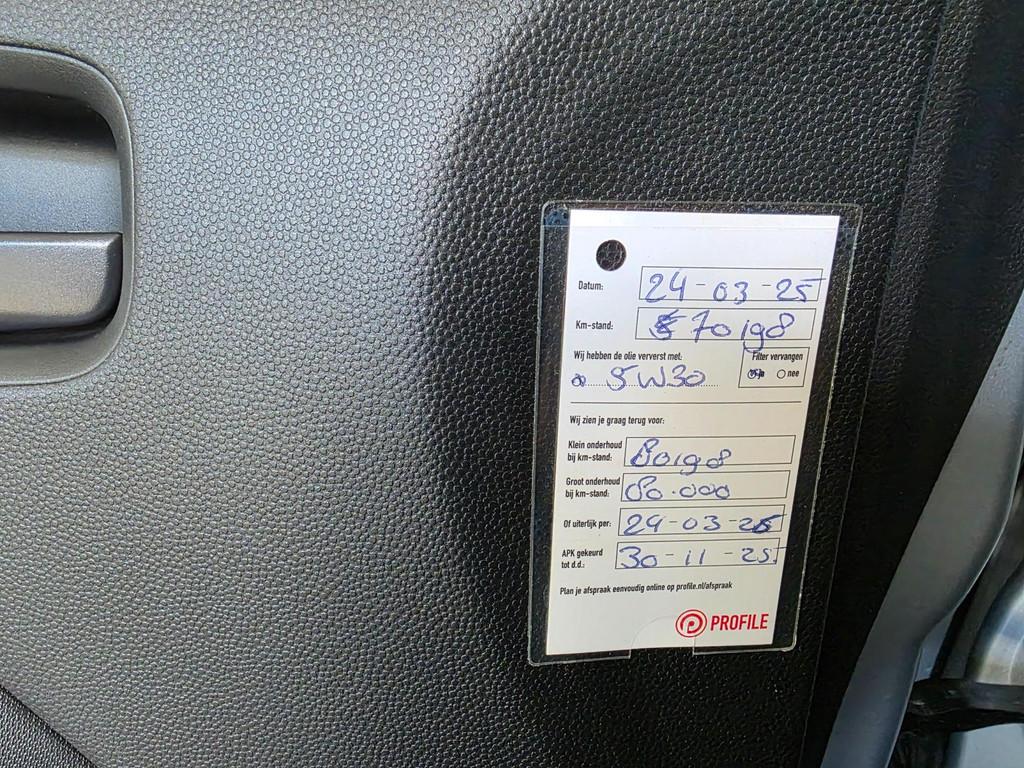 Datum: 24-03-25
Km-stand: 70198
Wij hebben de olie ververst met: Filter vervangen
5W30 ja nee
Wij zien je graag terug voor:
Klein onderhoud
bij km-stand: 80198
Groot onderhoud
bij km-stand: 80.000
Of uiterlijk per: 24-03-26
APK gekeurd
tot d.d.: 30-11-25
Plan je afspraak eenvoudig online op profile.nl/afspraak
PROFILE